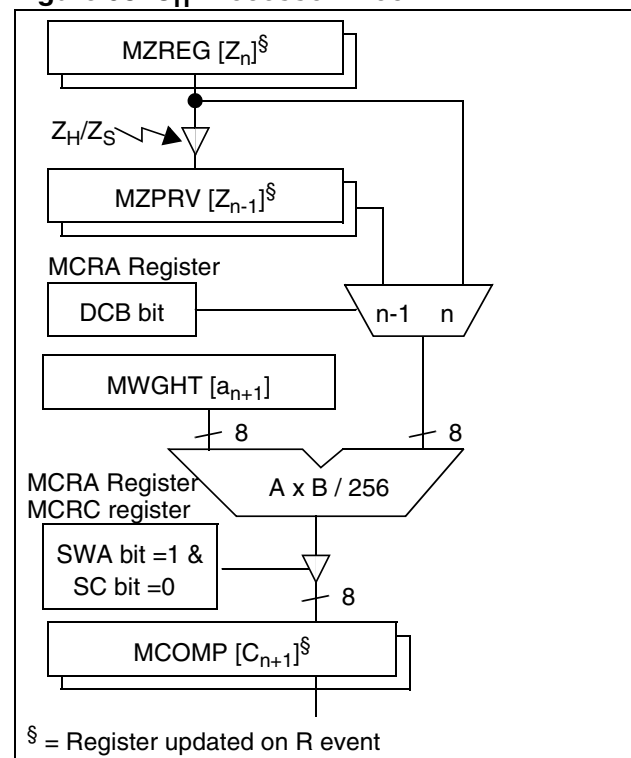 MZREG [Zn]§
ZH/ZS
MZPRV [Zn-1]§
MCRA Register
DCB bit
n-1 n
MWGHT [an+1]
8
8
MCRA Register
MCRC register
A x B / 256
SWA bit =1 &
SC bit =0
8
MCOMP [Cn+1]§
§ = Register updated on R event